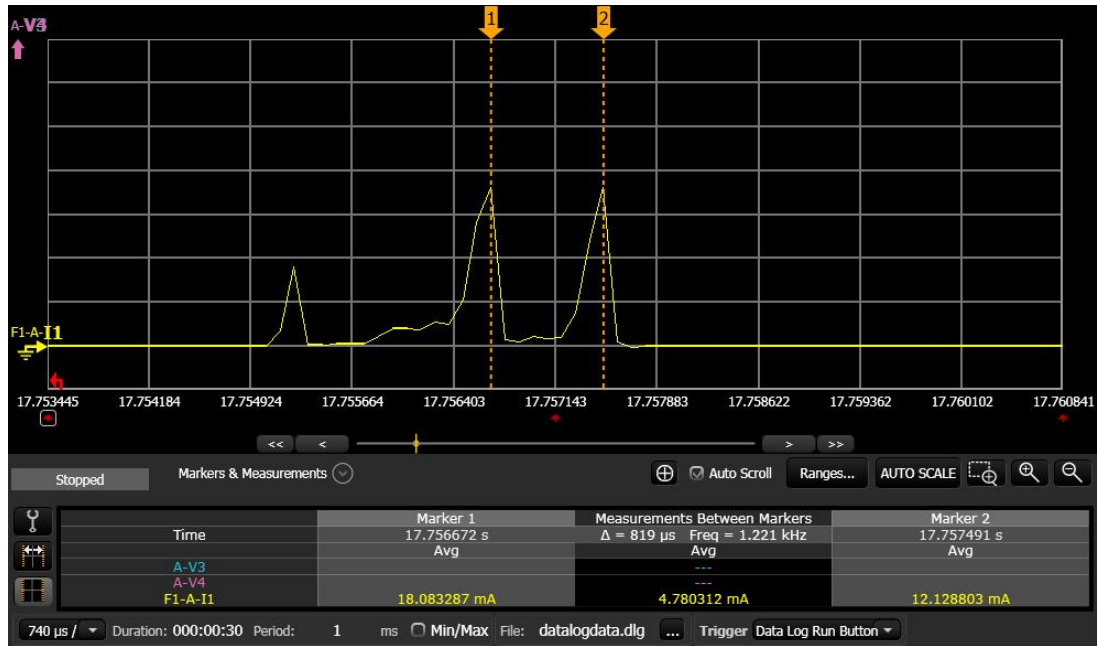 1 2
A-V3
F1-A-I1
17.753445 17.754184 17.754924 17.755664 17.756403 17.757143 17.757883 17.758622 17.759362 17.760102 17.760841
<< < > >>
Stopped Markers & Measurements Auto Scroll Ranges... AUTO SCALE
Marker 1 Measurements Between Markers Marker 2
Time 17.756672 s Δ = 819 µs Freq = 1.221 kHz 17.757491 s
Avg Avg Avg
A-V3 ---
A-V4 ---
F1-A-I1 18.083287 mA 4.780312 mA 12.128803 mA
740 µs / Duration: 000:00:30 Period: 1 ms Min/Max File: datalogdata.dlg ... Trigger Data Log Run Button